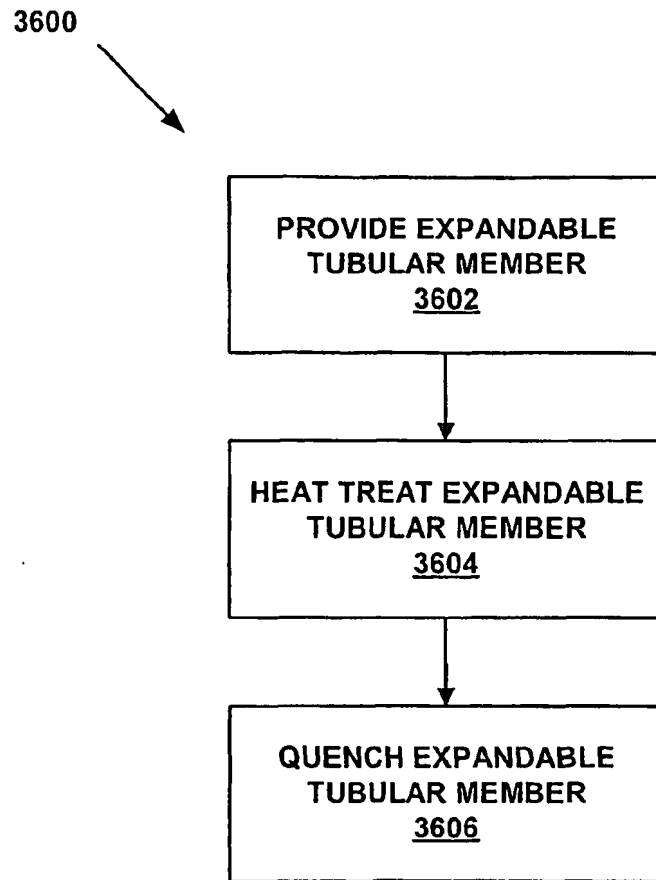 3600
PROVIDE EXPANDABLE
TUBULAR MEMBER
3602
HEAT TREAT EXPANDABLE
TUBULAR MEMBER
3604
QUENCH EXPANDABLE
TUBULAR MEMBER
3606